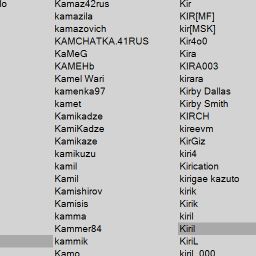 lo
Kamaz42rus
kamazila
kamazovich
KAMCHATKA.41RUS
KaMeG
KAMEHb
Kamel Wari
kamenka97
kamet
Kamikadze
KamiKadze
Kamikaze
kamikuzu
kamil
Kamil
Kamishirov
Kamisis
kamma
Kammer84
kammik
Kamo
Kir
KIR[MF]
kir[MSK]
Kir4o0
Kira
KIRA003
kirara
Kirby Dallas
Kirby Smith
KIRCH
kireevm
KirGiz
kiri4
Kirication
kirigae kazuto
kirik
Kirik
kiril
Kiril
KiriL
kiril_000